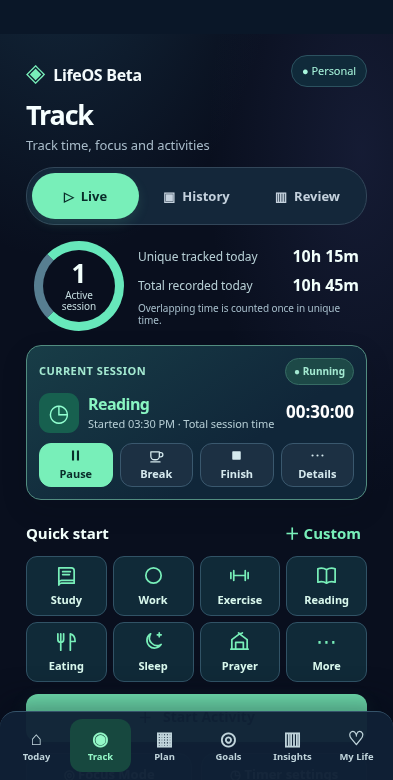 LifeOS Beta
Personal
Track
Track time, focus and activities
Live
History
Review
1
Active
session
Unique tracked today 10h 15m
Total recorded today 10h 45m
Overlapping time is counted once in unique
time.
CURRENT SESSION
Running
Reading
Started 03:30 PM · Total session time
00:30:00
Pause
Break
Finish
Details
Quick start
+ Custom
Study
Work
Exercise
Reading
Eating
Sleep
Prayer
More
Start Activity
Today
Track
Plan
Goals
Insights
My Life